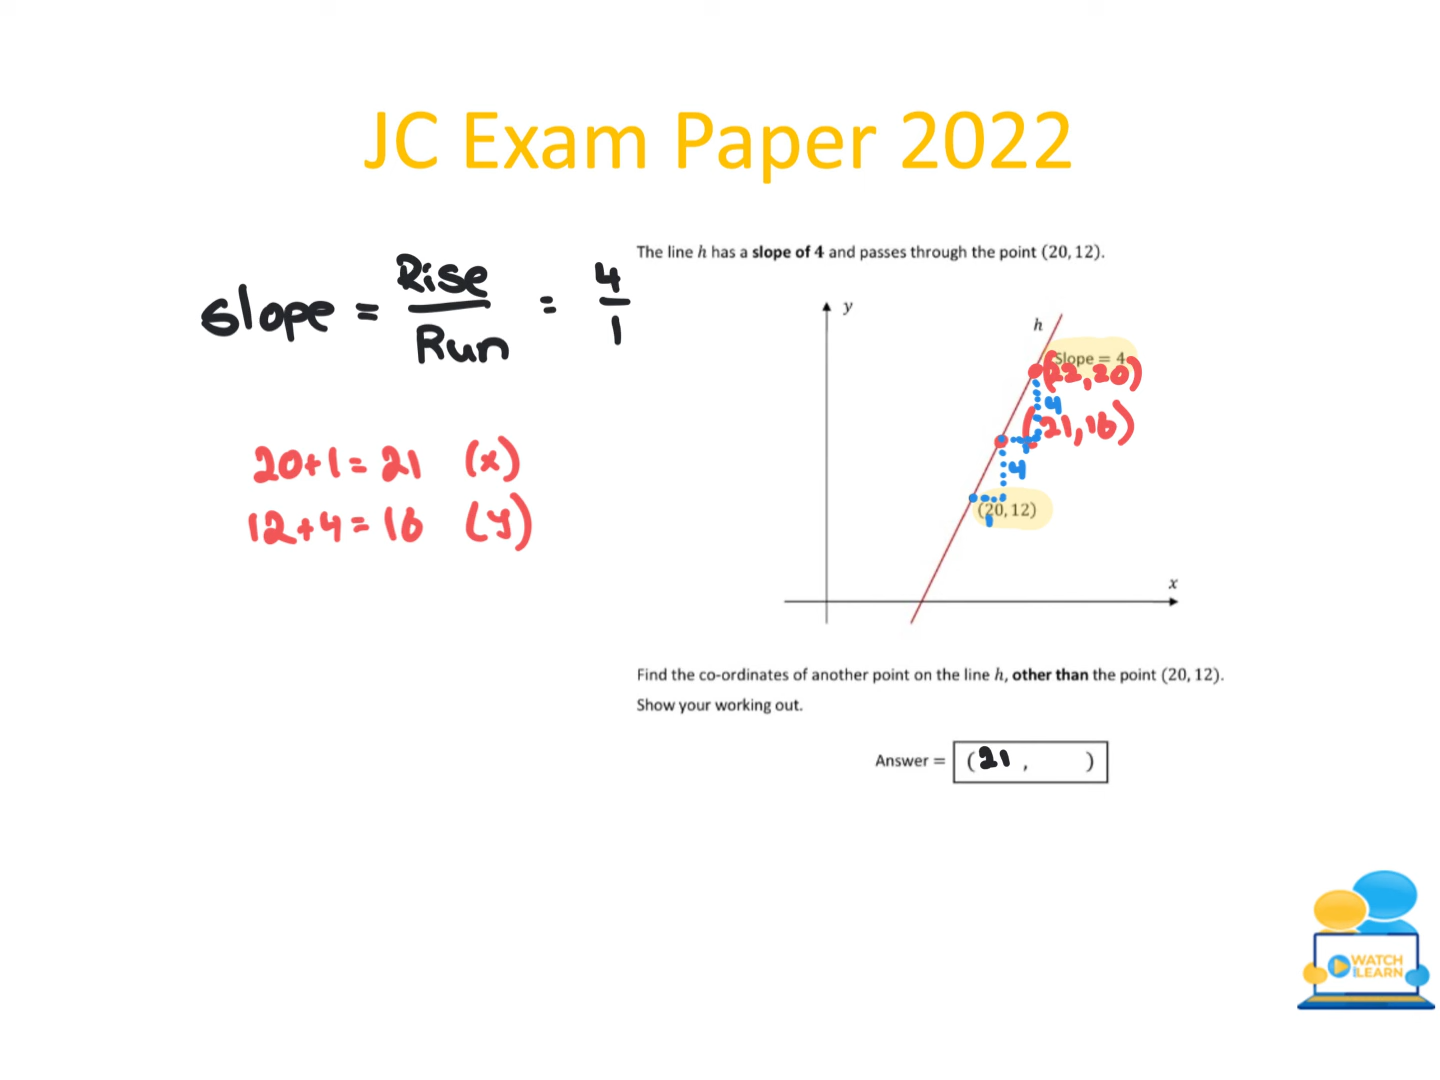 JC Exam Paper 2022
The line h has a slope of 4 and passes through the point (20, 12).
slope = Rise / Run = 4 / 1
y
h
Slope = 4
(22,20)
4
(21,16)
1
4
(20, 12)
1
x
20+1=21 (x)
12+4=16 (y)
Find the co-ordinates of another point on the line h, other than the point (20, 12).
Show your working out.
Answer = (21 , )
WATCH
LEARN